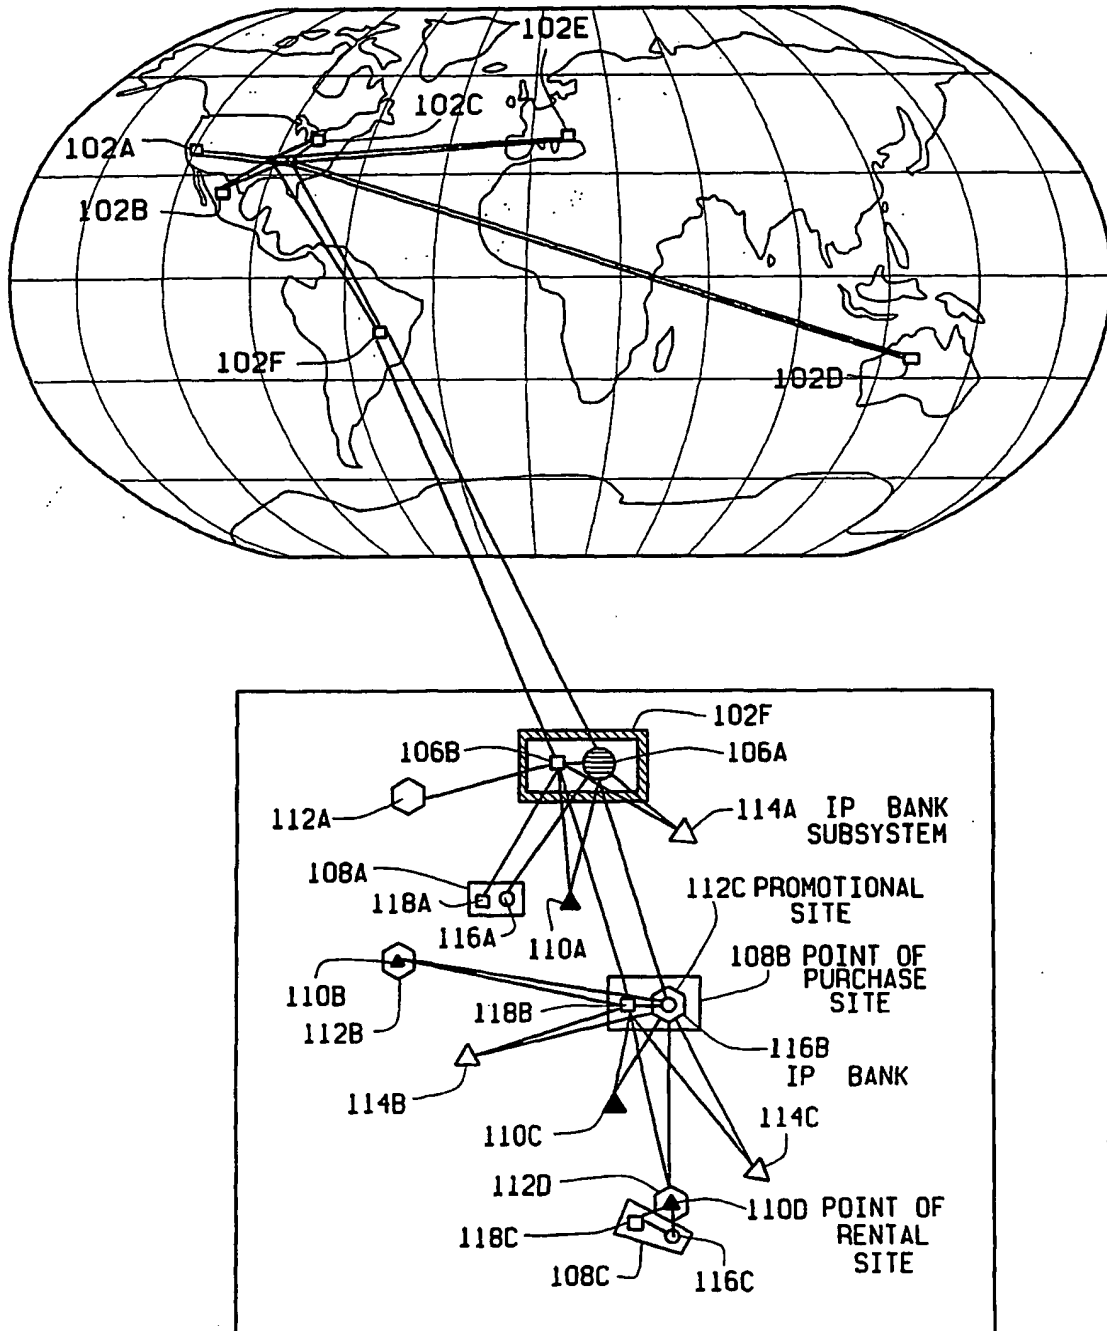 102E
102C
102A
102B
102F
102D
102F
106B
106A
112A
114A IP BANK
SUBSYSTEM
108A
118A
112C PROMOTIONAL
SITE
116A
110A
108B POINT OF
PURCHASE
SITE
110B
118B
112B
116B
IP BANK
114B
110C
114C
112D
110D POINT OF
RENTAL
SITE
118C
108C
116C